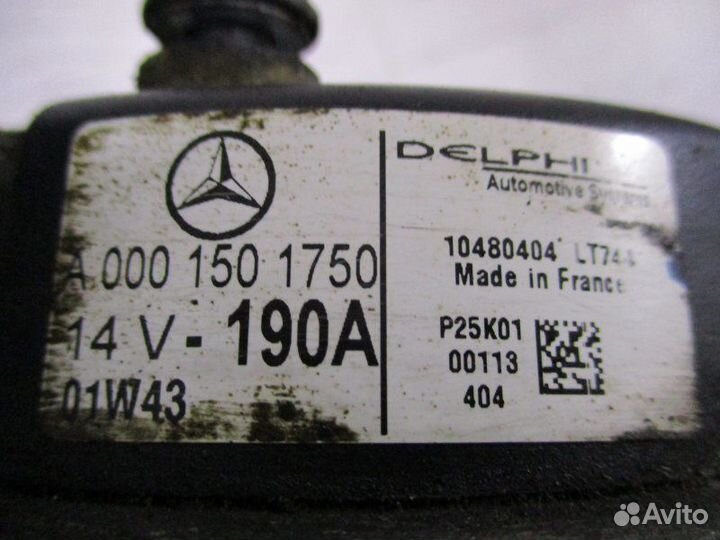 A 000 150 1750
14 V - 190A
01W43
DELPHI
Automotive Systems
10480404 LT744
Made in France
P25K01
00113
404
Avito